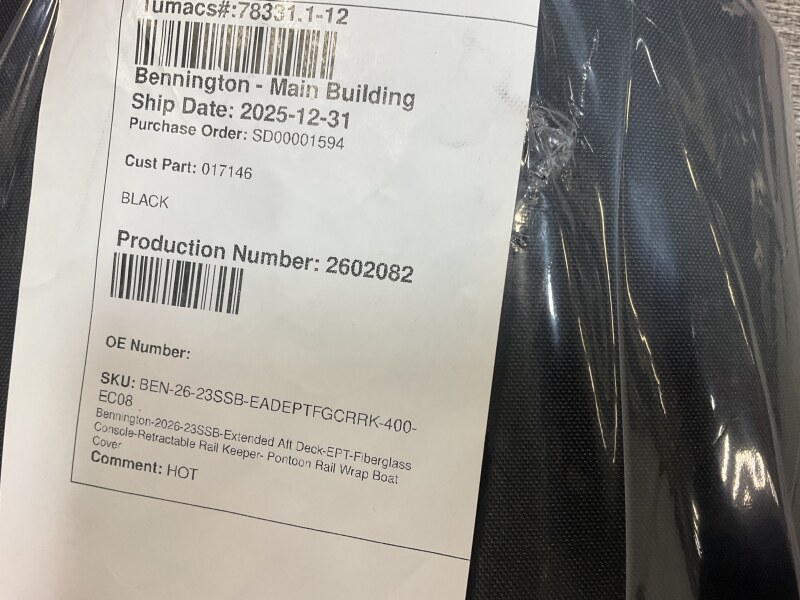 Tumacs#:78331.1-12
Bennington - Main Building
Ship Date: 2025-12-31
Purchase Order: SD00001594
Cust Part: 017146
BLACK
Production Number: 2602082
OE Number:
SKU: BEN-26-23SSB-EADEPTFGCRRK-400-
EC08
Bennington-2026-23SSB-Extended Aft Deck-EPT-Fiberglass
Console-Retractable Rail Keeper- Pontoon Rail Wrap Boat
Cover
Comment: HOT